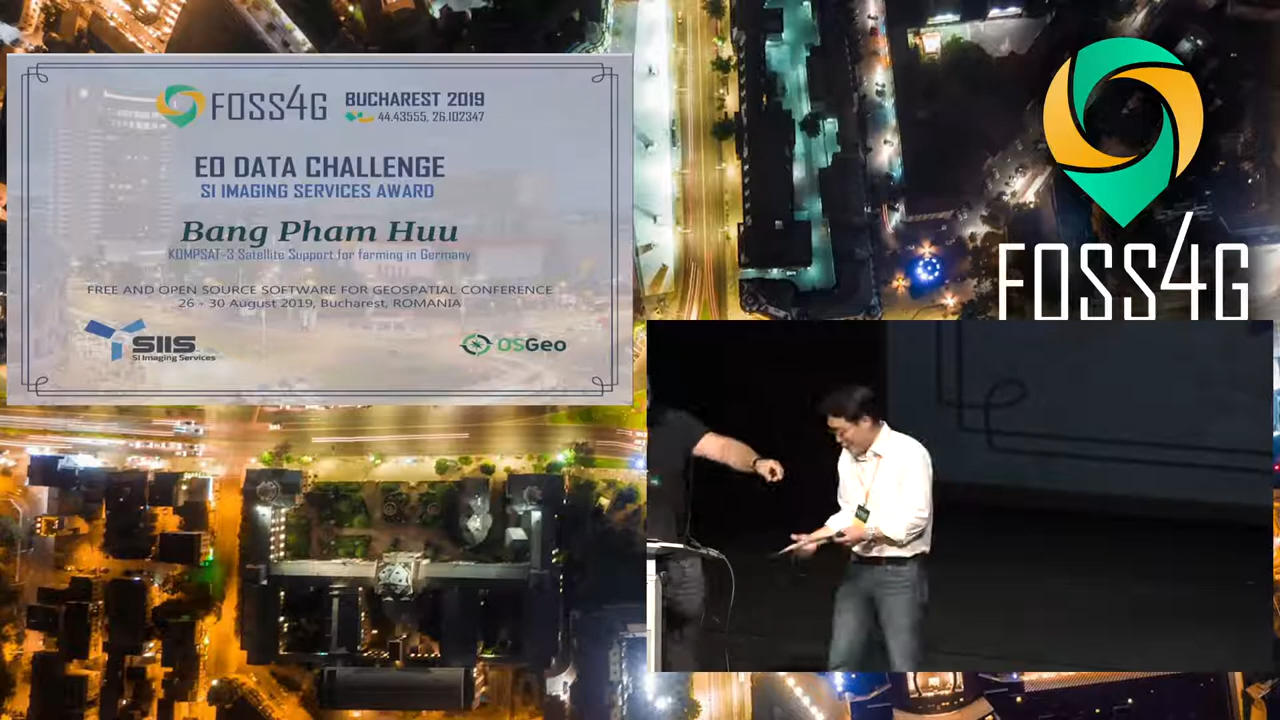 FOSS4G
BUCHAREST 2019
44.43555, 26.102347
EO DATA CHALLENGE
SI IMAGING SERVICES AWARD
Bang Pham Huu
KOMPSAT-3 Satellite Support for farming in Germany
FREE AND OPEN SOURCE SOFTWARE FOR GEOSPATIAL CONFERENCE
26 - 30 August 2019, Bucharest, ROMANIA
SIIS
SI Imaging Services
OSGeo
FOSS4G